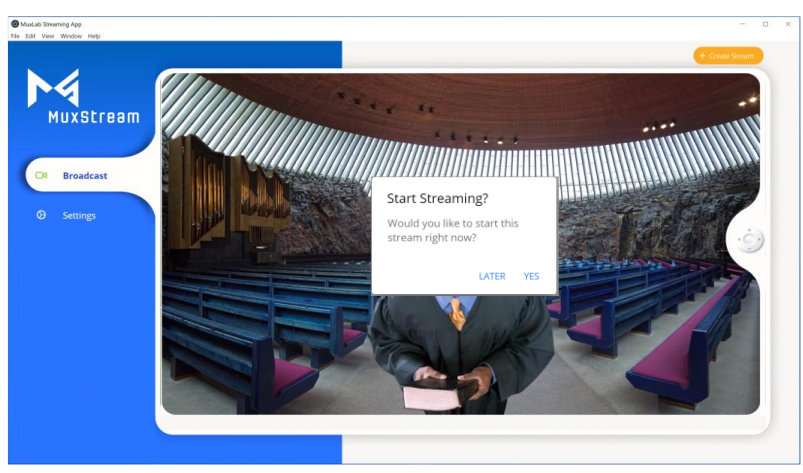 MuxLab Streaming App
File Edit View Window Help
+ Create Stream
MuxStream
Broadcast
Settings
Start Streaming?
Would you like to start this
stream right now?
LATER YES